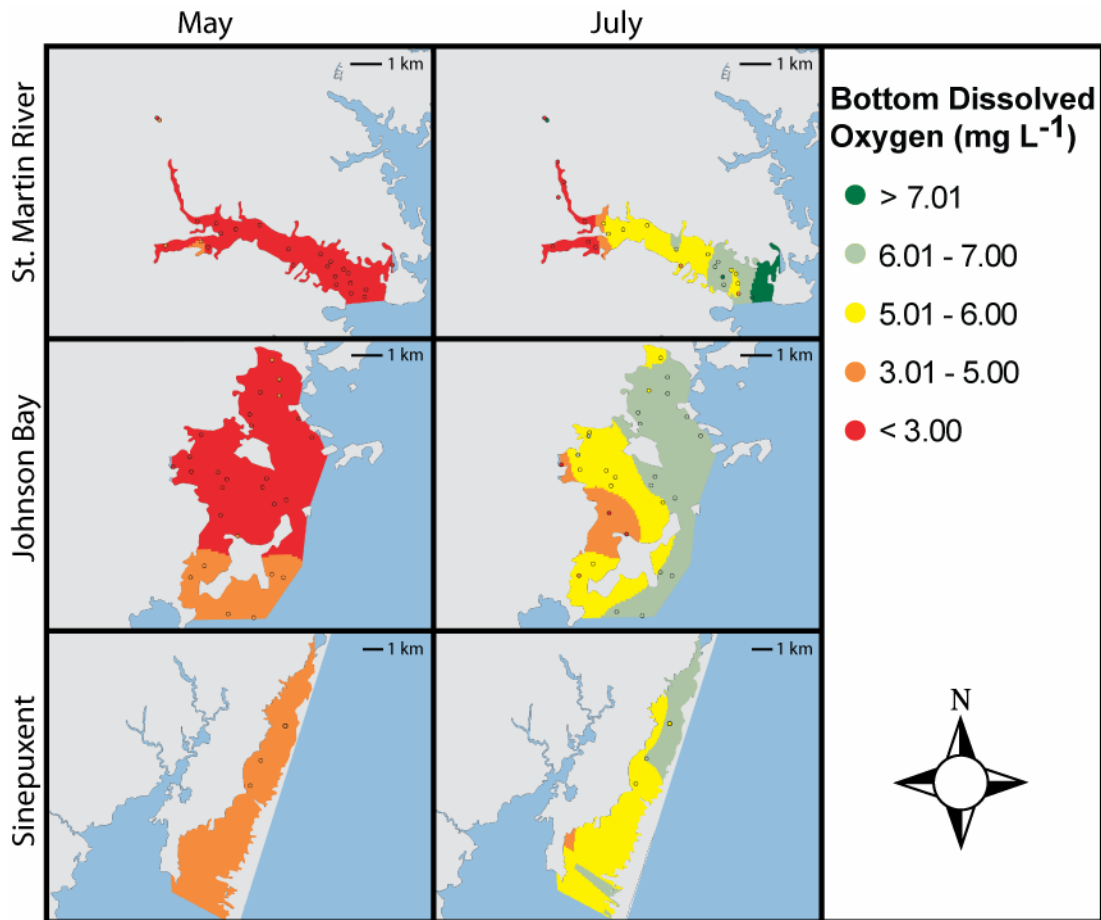 May
July
St. Martin River
1 km
1 km
Johnson Bay
1 km
1 km
Sinepuxent
1 km
1 km
Bottom Dissolved
Oxygen (mg L-1)
> 7.01
6.01 - 7.00
5.01 - 6.00
3.01 - 5.00
< 3.00
N